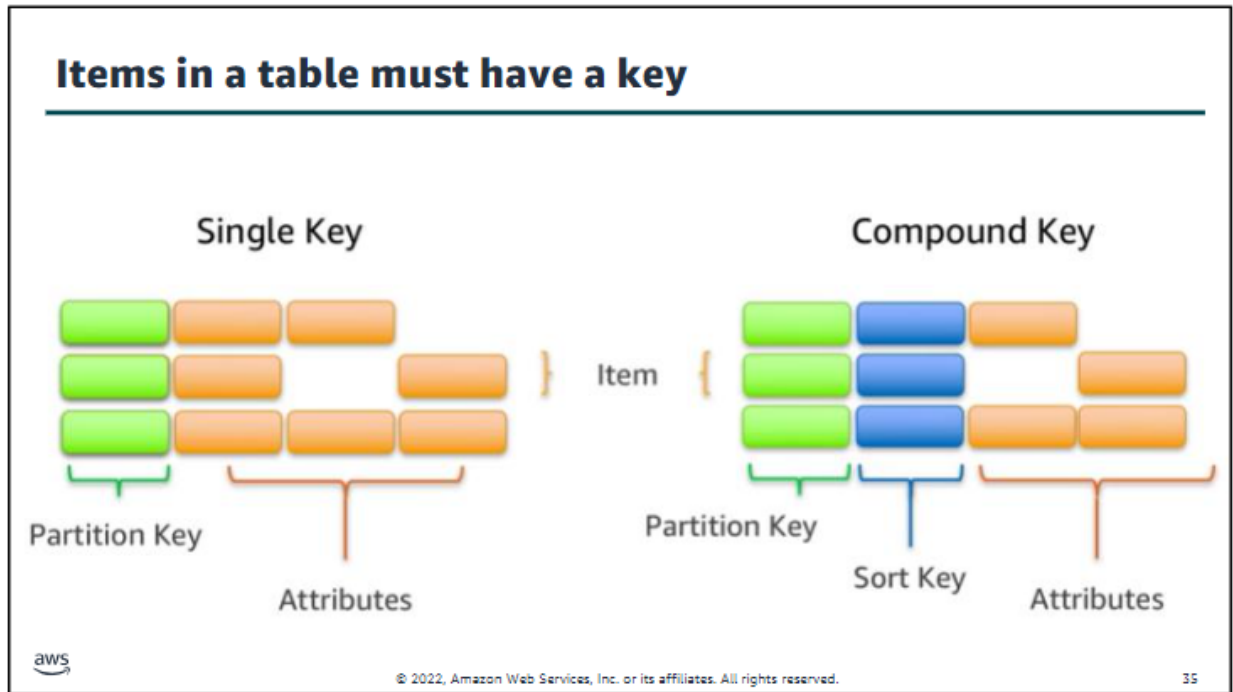 Items in a table must have a key
Single Key
Compound Key
Item
Partition Key
Attributes
Partition Key
Sort Key
Attributes
aws
© 2022, Amazon Web Services, Inc. or its affiliates. All rights reserved.
35